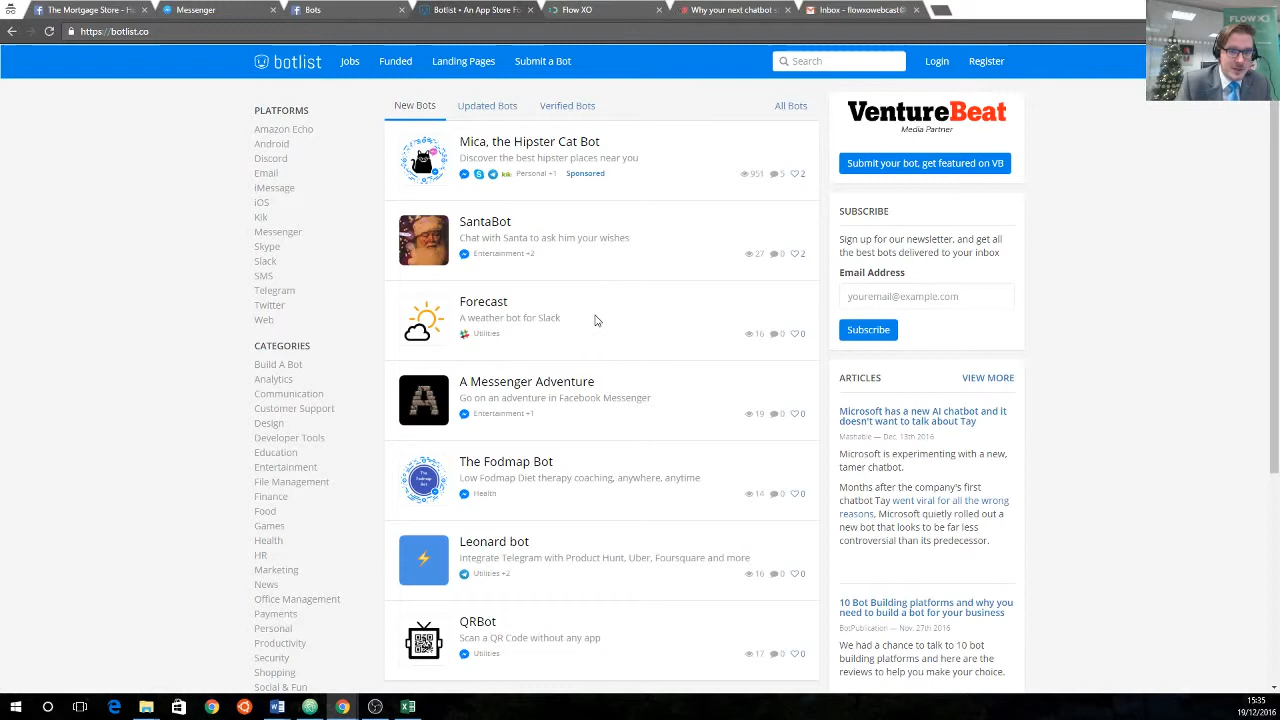 The Mortgage Store - H
Messenger
Bots
Botlist • An App Store Fo
Flow XO
Why your next chatbot s
Inbox - flowxowebcast@
https://botlist.co
FLOW XO
botlist
Jobs
Funded
Landing Pages
Submit a Bot
Search
Login
Register
PLATFORMS
Amazon Echo
Android
Discord
Email
iMessage
iOS
Kik
Messenger
Skype
Slack
SMS
Telegram
Twitter
Web
CATEGORIES
Build A Bot
Analytics
Communication
Customer Support
Design
Developer Tools
Education
Entertainment
File Management
Finance
Food
Games
Health
HR
Marketing
News
Office Management
Payments
Personal
Productivity
Security
Shopping
Social & Fun
New Bots
Updated Bots
Verified Bots
All Bots
Mica, the Hipster Cat Bot
Discover the best hipster places near you
kik Personal +1 Sponsored
951 5 2
SantaBot
Chat with Santa to ask him your wishes
Entertainment +2
27 0 2
Forecast
A weather bot for Slack
Utilities
16 0 0
A
A Messenger Adventure
Go on an adventure in Facebook Messenger
Entertainment +1
19 0 0
The Fodmap Bot
The Fodmap Bot
Low Fodmap Diet therapy coaching, anywhere, anytime
Health
14 0 0
Leonard bot
integrate Telegram with Product Hunt, Uber, Foursquare and more
Utilities +2
16 0 0
QRBot
Scan a QR Code without any app
Utilities
17 0 0
VentureBeat
Media Partner
Submit your bot, get featured on VB
SUBSCRIBE
Sign up for our newsletter, and get all
the best bots delivered to your inbox
Email Address
youremail@example.com
Subscribe
ARTICLES
VIEW MORE
Microsoft has a new AI chatbot and it
doesn't want to talk about Tay
Mashable — Dec. 13th 2016
Microsoft is experimenting with a new,
tamer chatbot.
Months after the company's first
chatbot Tay went viral for all the wrong
reasons, Microsoft quietly rolled out a
new bot that looks to be far less
controversial than its predecessor.
10 Bot Building platforms and why you
need to build a bot for your business
BotPublication — Nov. 27th 2016
We had a chance to talk to 10 bot
building platforms and here are the
reviews to help you make your choice.
15:35
19/12/2016